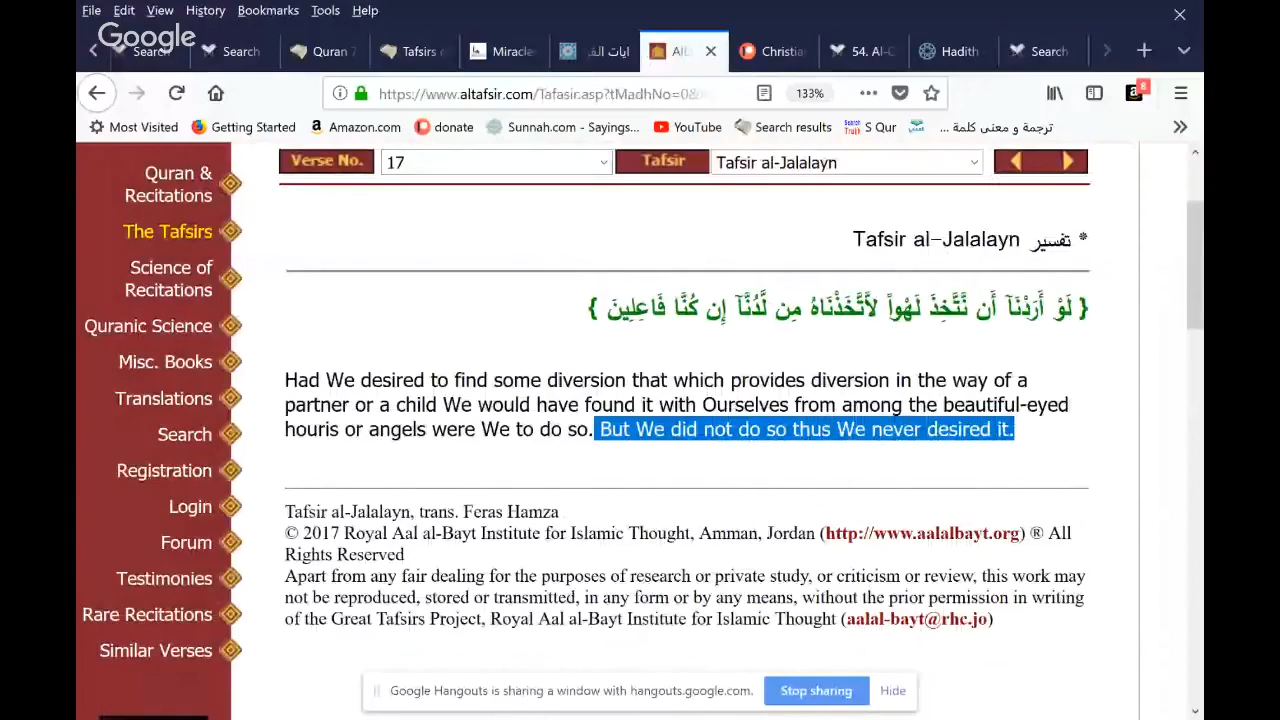 File Edit View History Bookmarks Tools Help
Google
Search Search Quran 7 Tafsirs Miracle ايات الق Alt Christia 54. Al-C Hadith Search
https://www.altafsir.com/Tafasir.asp?tMadhNo=0& 133% 8
Most Visited Getting Started Amazon.com donate Sunnah.com - Sayings,... YouTube Search results S Qur ترجمة و معنى كلمة ...
Verse No. 17 Tafsir Tafsir al-Jalalayn
Quran &
Recitations
The Tafsirs
Science of
Recitations
Quranic Science
Misc. Books
Translations
Search
Registration
Login
Forum
Testimonies
Rare Recitations
Similar Verses
* تفسير Tafsir al-Jalalayn
{ لَوْ أَرَدْنَآ أَن نَّتَّخِذَ لَهْواً لاَّتَّخَذْنَاهُ مِن لَّدُنَّآ إِن كُنَّا فَاعِلِينَ }
Had We desired to find some diversion that which provides diversion in the way of a
partner or a child We would have found it with Ourselves from among the beautiful-eyed
houris or angels were We to do so. But We did not do so thus We never desired it.
Tafsir al-Jalalayn, trans. Feras Hamza
© 2017 Royal Aal al-Bayt Institute for Islamic Thought, Amman, Jordan (http://www.aalalbayt.org) ® All
Rights Reserved
Apart from any fair dealing for the purposes of research or private study, or criticism or review, this work may
not be reproduced, stored or transmitted, in any form or by any means, without the prior permission in writing
of the Great Tafsirs Project, Royal Aal al-Bayt Institute for Islamic Thought (aalal-bayt@rhc.jo)
Google Hangouts is sharing a window with hangouts.google.com. Stop sharing Hide